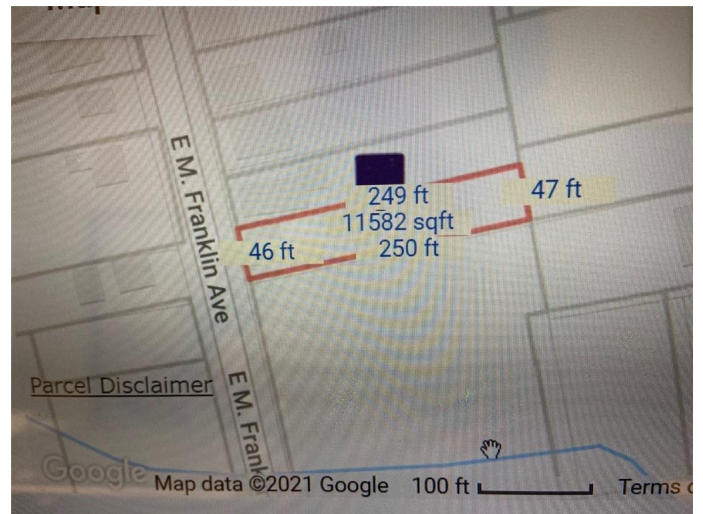 E M. Franklin Ave
249 ft
47 ft
11582 sqft
46 ft
250 ft
Parcel Disclaimer
E M. Frank
Google
Map data ©2021 Google
100 ft
Terms